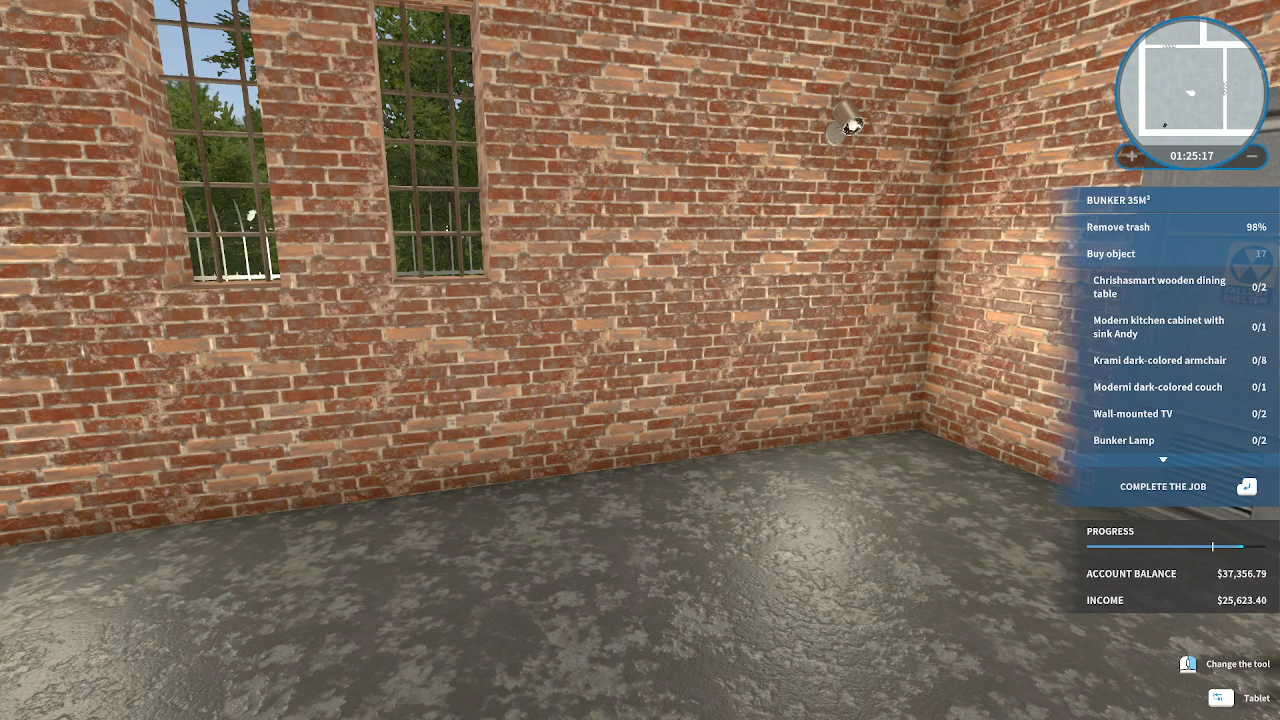 01:25:17
BUNKER 35M²
Remove trash 98%
Buy object 17
Chrishasmart wooden dining
table 0/2
Modern kitchen cabinet with
sink Andy 0/1
Krami dark-colored armchair 0/8
Moderni dark-colored couch 0/1
Wall-mounted TV 0/2
Bunker Lamp 0/2
COMPLETE THE JOB
PROGRESS
ACCOUNT BALANCE $37,356.79
INCOME $25,623.40
Change the tool
Tablet